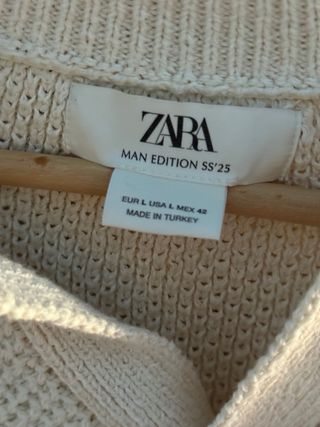 ZARA
MAN EDITION SS'25
EUR L USA L MEX 42
MADE IN TURKEY